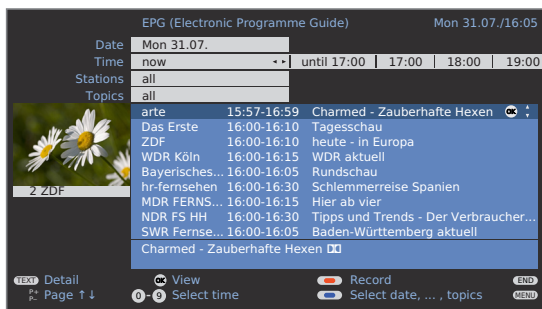 EPG (Electronic Programme Guide) Mon 31.07./16:05
Date Mon 31.07.
Time now until 17:00 17:00 18:00 19:00
Stations all
Topics all
arte 15:57-16:59 Charmed - Zauberhafte Hexen OK
Das Erste 16:00-16:10 Tagesschau
ZDF 16:00-16:10 heute - in Europa
WDR Köln 16:00-16:15 WDR aktuell
Bayerisches... 16:00-16:05 Rundschau
hr-fernsehen 16:00-16:30 Schlemmerreise Spanien
MDR FERNS... 16:00-16:15 Hier ab vier
NDR FS HH 16:00-16:30 Tipps und Trends - Der Verbraucher...
SWR Fernse... 16:00-16:05 Baden-Württemberg aktuell
2 ZDF
Charmed - Zauberhafte Hexen
TEXT Detail OK View Record END
P+ P- Page ↑↓ 0-9 Select time Select date, ... , topics MENU